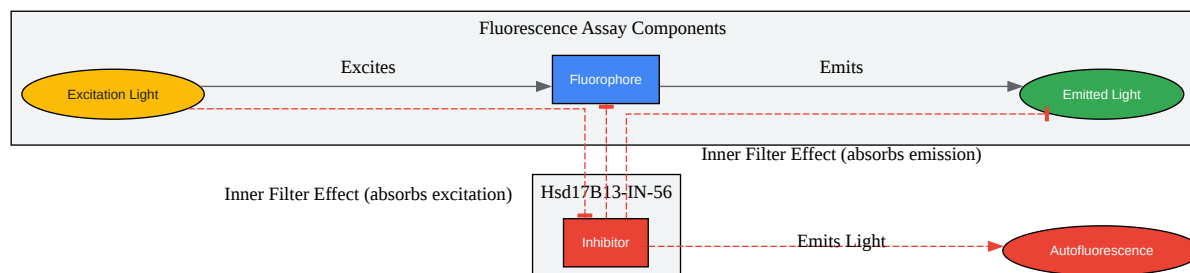 Fluorescence Assay Components
Excites
Fluorophore
Emits
Excitation Light
Emitted Light
Inner Filter Effect (absorbs emission)
Inner Filter Effect (absorbs excitation)
Hsd17B13-IN-56
Inhibitor
Emits Light
Autofluorescence